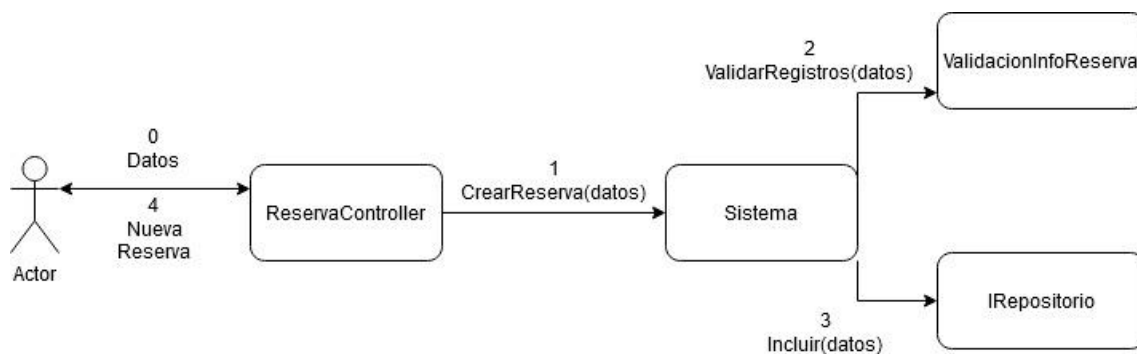 2
ValidarRegistros(datos)
ValidacionInfoReserva
0
Datos
4
Nueva
Reserva
Actor
ReservaController
1
CrearReserva(datos)
Sistema
IRepositorio
3
Incluir(datos)